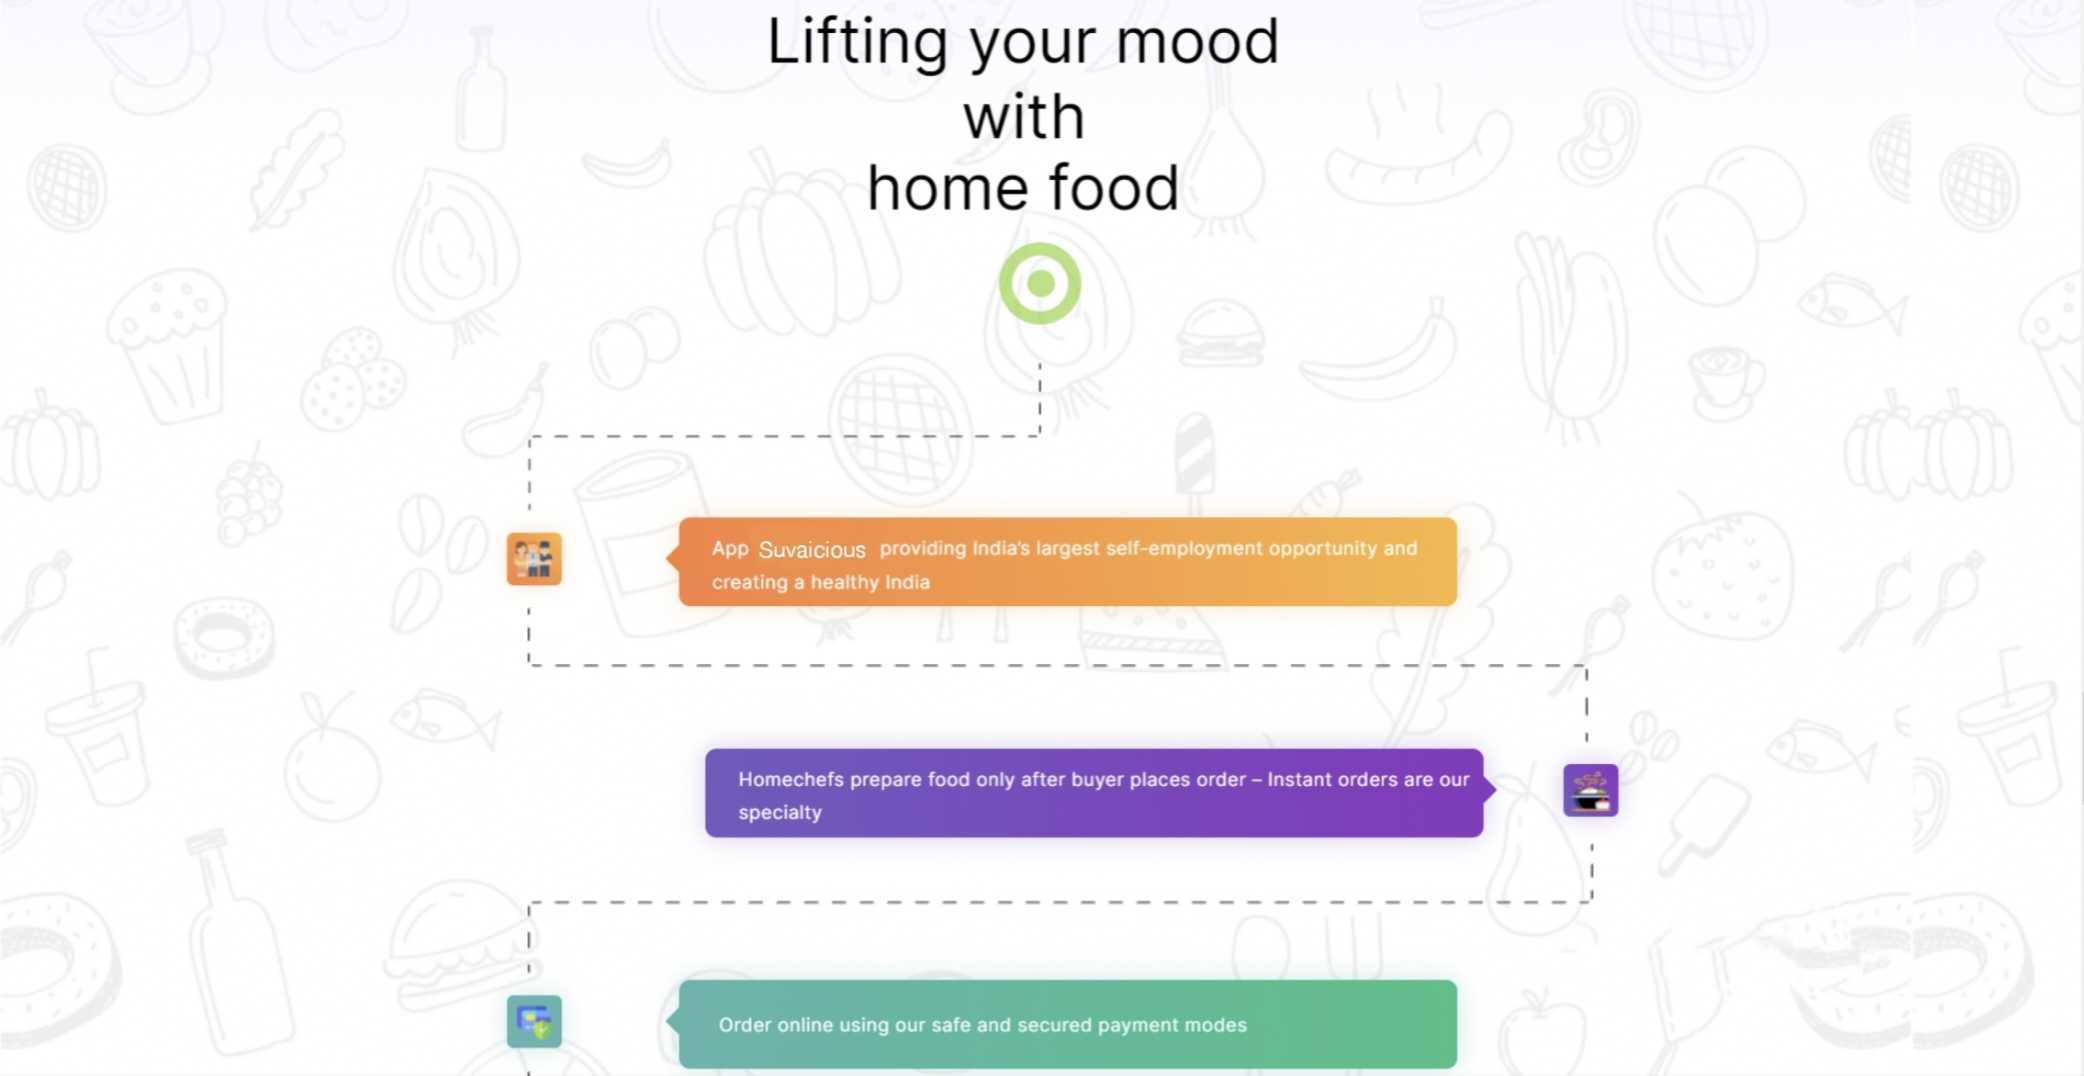 Lifting your mood
with
home food
App Suvaicious providing India's largest self-employment opportunity and
creating a healthy India
Homechefs prepare food only after buyer places order – Instant orders are our
specialty
Order online using our safe and secured payment modes